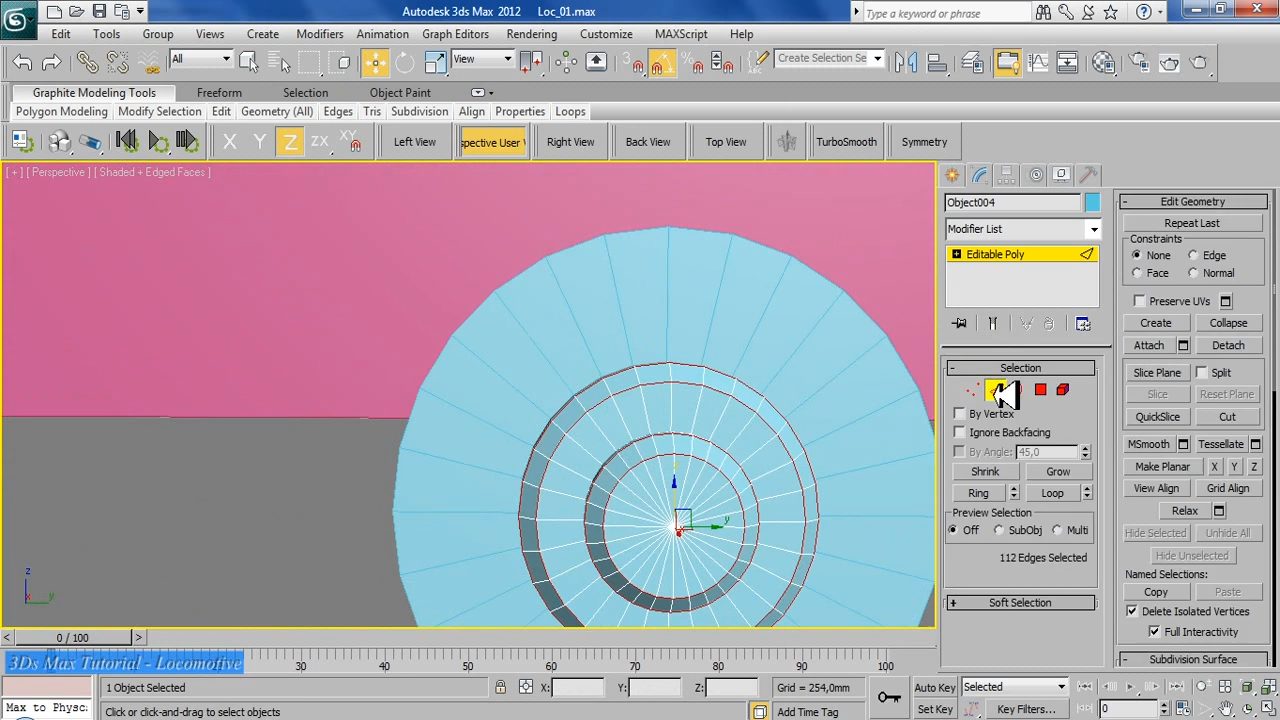 Autodesk 3ds Max 2012 Loc_01.max
Type a keyword or phrase
Edit Tools Group Views Create Modifiers Animation Graph Editors Rendering Customize MAXScript Help
All View Create Selection Se
Graphite Modeling Tools Freeform Selection Object Paint
Polygon Modeling Modify Selection Edit Geometry (All) Edges Tris Subdivision Align Properties Loops
X Y Z ZX XY Left View spective User V Right View Back View Top View TurboSmooth Symmetry
[ + ] [ Perspective ] [ Shaded + Edged Faces ]
z
y
z
x
y
Object004
Modifier List
Editable Poly
Selection
By Vertex
Ignore Backfacing
By Angle: 45,0
Shrink Grow
Ring Loop
Preview Selection
Off SubObj Multi
112 Edges Selected
Soft Selection
Edit Geometry
Repeat Last
Constraints
None Edge
Face Normal
Preserve UVs
Create Collapse
Attach Detach
Slice Plane Split
Slice Reset Plane
QuickSlice Cut
MSmooth Tessellate
Make Planar X Y Z
View Align Grid Align
Relax
Hide Selected Unhide All
Hide Unselected
Named Selections:
Copy Paste
Delete Isolated Vertices
Full Interactivity
Subdivision Surface
< 0 / 100 >
30 40 50 60 70 80 90 100
3Ds Max Tutorial - Locomotive
1 Object Selected X: Y: Z: Grid = 254,0mm Auto Key Selected
Max to Physc Click or click-and-drag to select objects Add Time Tag Set Key Key Filters... 0